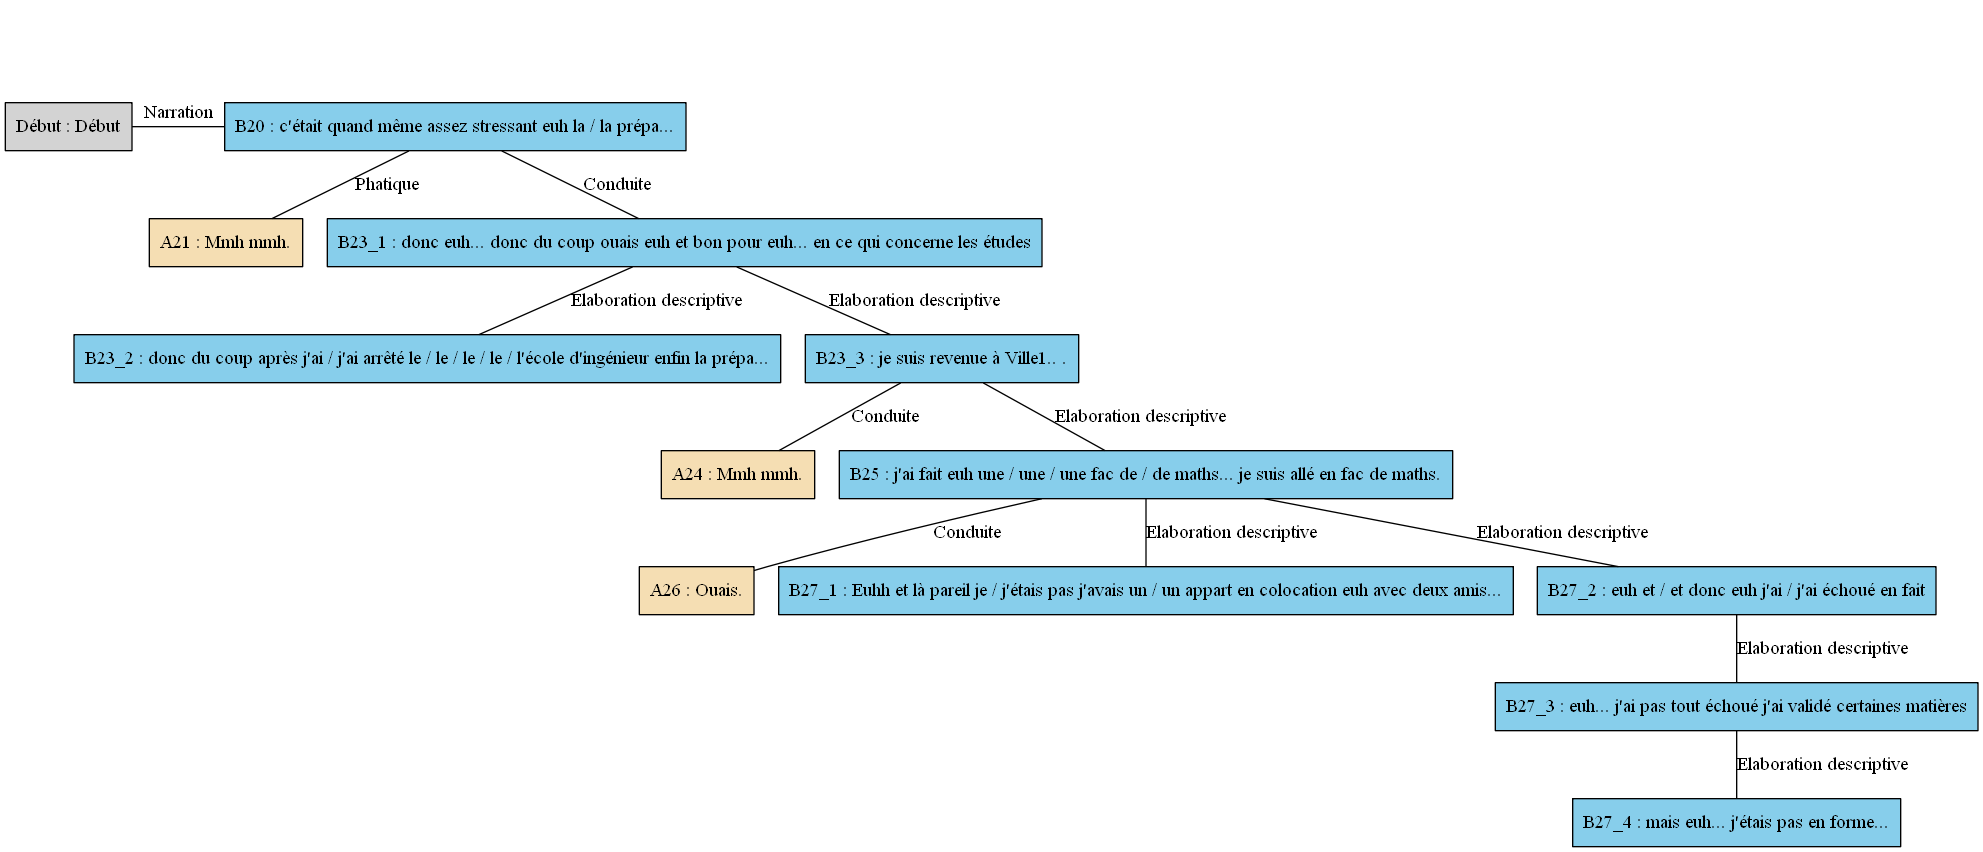 Début : Début
Narration
B20 : c'était quand même assez stressant euh la / la prépa...
Phatique
Conduite
A21 : Mmh mmh.
B23_1 : donc euh... donc du coup ouais euh et bon pour euh... en ce qui concerne les études
Elaboration descriptive
Elaboration descriptive
B23_2 : donc du coup après j'ai / j'ai arrêté le / le / le / le / l'école d'ingénieur enfin la prépa...
B23_3 : je suis revenue à Ville1.. .
Conduite
Elaboration descriptive
A24 : Mmh mmh.
B25 : j'ai fait euh une / une / une fac de / de maths... je suis allé en fac de maths.
Conduite
Elaboration descriptive
Elaboration descriptive
A26 : Ouais.
B27_1 : Euhh et là pareil je / j'étais pas j'avais un / un appart en colocation euh avec deux amis...
B27_2 : euh et / et donc euh j'ai / j'ai échoué en fait
Elaboration descriptive
B27_3 : euh... j'ai pas tout échoué j'ai validé certaines matières
Elaboration descriptive
B27_4 : mais euh... j'étais pas en forme...